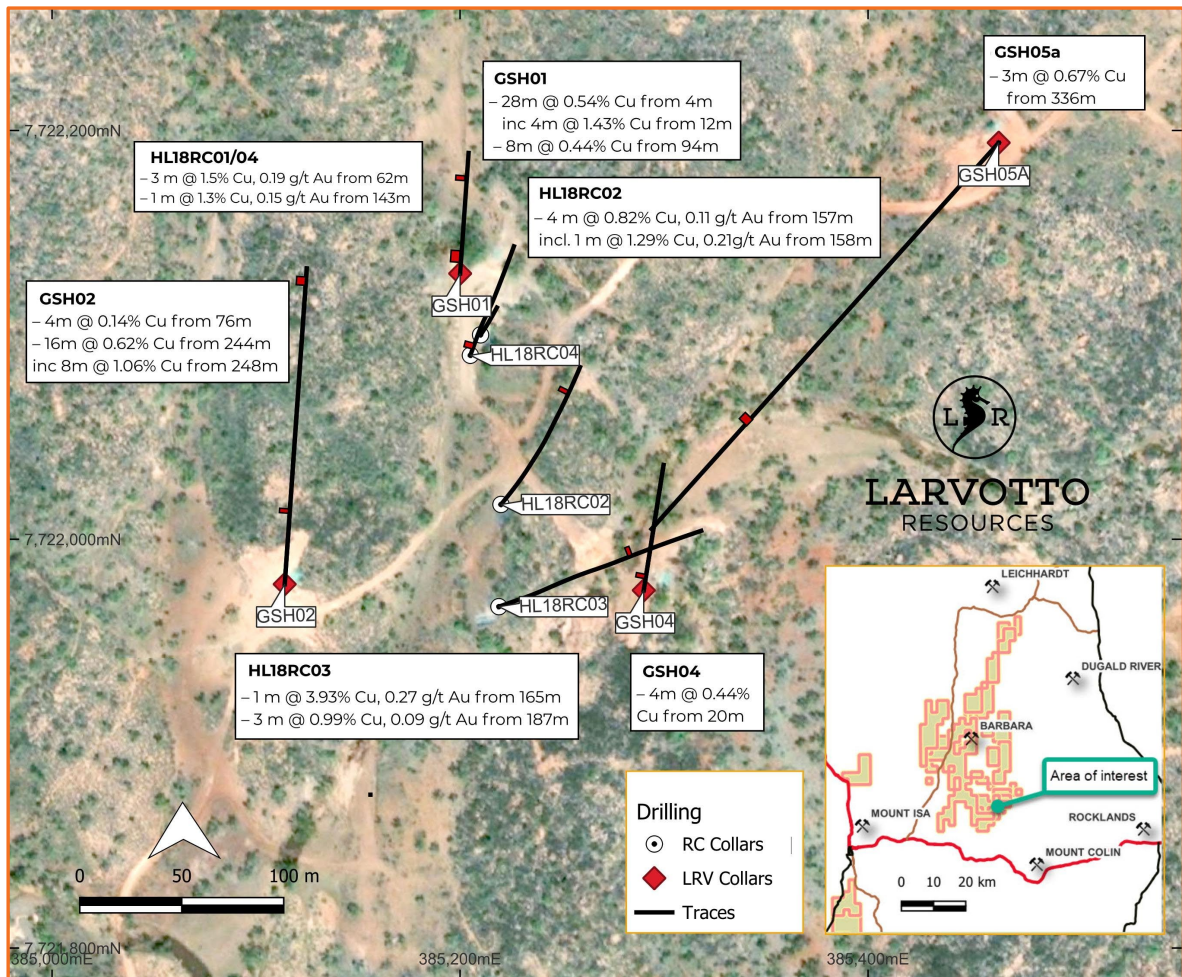 GSH05a
– 3m @ 0.67% Cu
from 336m
GSH01
– 28m @ 0.54% Cu from 4m
inc 4m @ 1.43% Cu from 12m
– 8m @ 0.44% Cu from 94m
7,722,200mN
HL18RC01/04
– 3 m @ 1.5% Cu, 0.19 g/t Au from 62m
– 1 m @ 1.3% Cu, 0.15 g/t Au from 143m
GSH05A
HL18RC02
– 4 m @ 0.82% Cu, 0.11 g/t Au from 157m
incl. 1 m @ 1.29% Cu, 0.21g/t Au from 158m
GSH02
– 4m @ 0.14% Cu from 76m
– 16m @ 0.62% Cu from 244m
inc 8m @ 1.06% Cu from 248m
GSH01
HL18RC04
L R
LARVOTTO
RESOURCES
HL18RC02
7,722,000mN
HL18RC03
GSH02
GSH04
HL18RC03
– 1 m @ 3.93% Cu, 0.27 g/t Au from 165m
– 3 m @ 0.99% Cu, 0.09 g/t Au from 187m
GSH04
– 4m @ 0.44%
Cu from 20m
LEICHHARDT
DUGALD RIVER
BARBARA
Area of interest
MOUNT ISA
ROCKLANDS
MOUNT COLIN
0 10 20 km
Drilling
RC Collars
LRV Collars
Traces
0 50 100 m
7,721,800mN
385,000mE
385,200mE
385,400mE